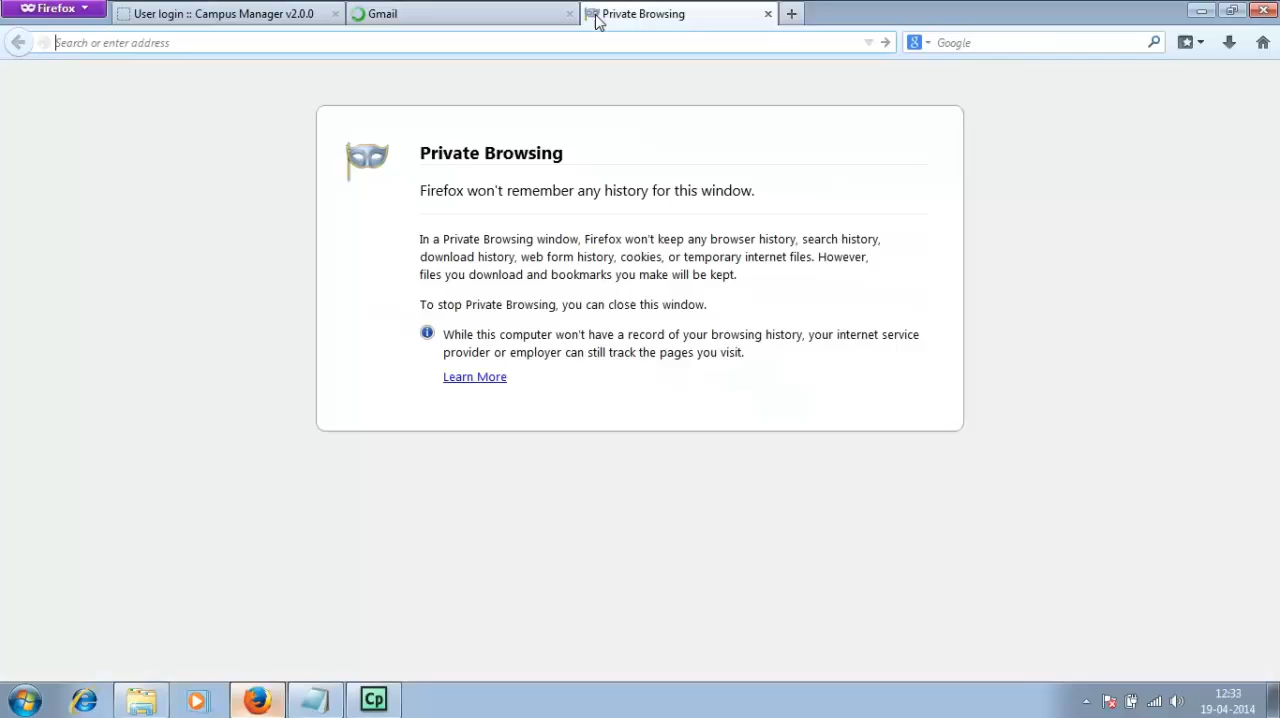 Firefox
User login :: Campus Manager v2.0.0
Gmail
Private Browsing
Search or enter address
Google
Private Browsing
Firefox won't remember any history for this window.
In a Private Browsing window, Firefox won't keep any browser history, search history,
download history, web form history, cookies, or temporary internet files. However,
files you download and bookmarks you make will be kept.
To stop Private Browsing, you can close this window.
While this computer won't have a record of your browsing history, your internet service
provider or employer can still track the pages you visit.
Learn More
Cp
12:33
19-04-2014